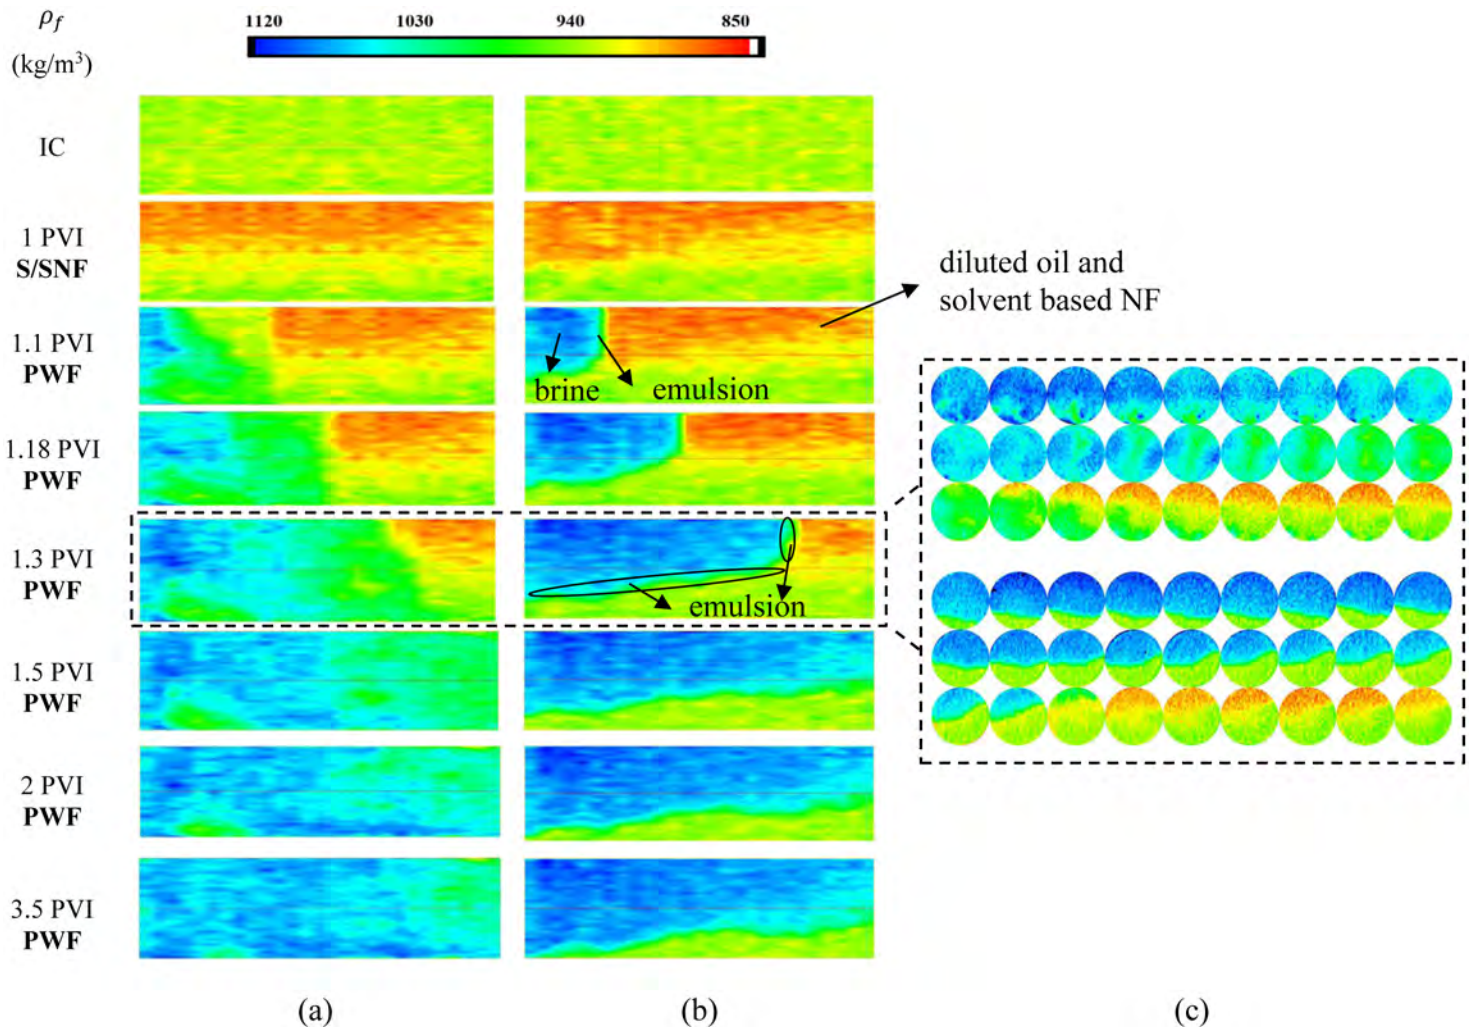 ρf
(kg/m³)
1120 1030 940 850
IC
1 PVI
S/SNF
diluted oil and
solvent based NF
1.1 PVI
PWF
brine emulsion
1.18 PVI
PWF
1.3 PVI
PWF
emulsion
1.5 PVI
PWF
2 PVI
PWF
3.5 PVI
PWF
(a) (b) (c)